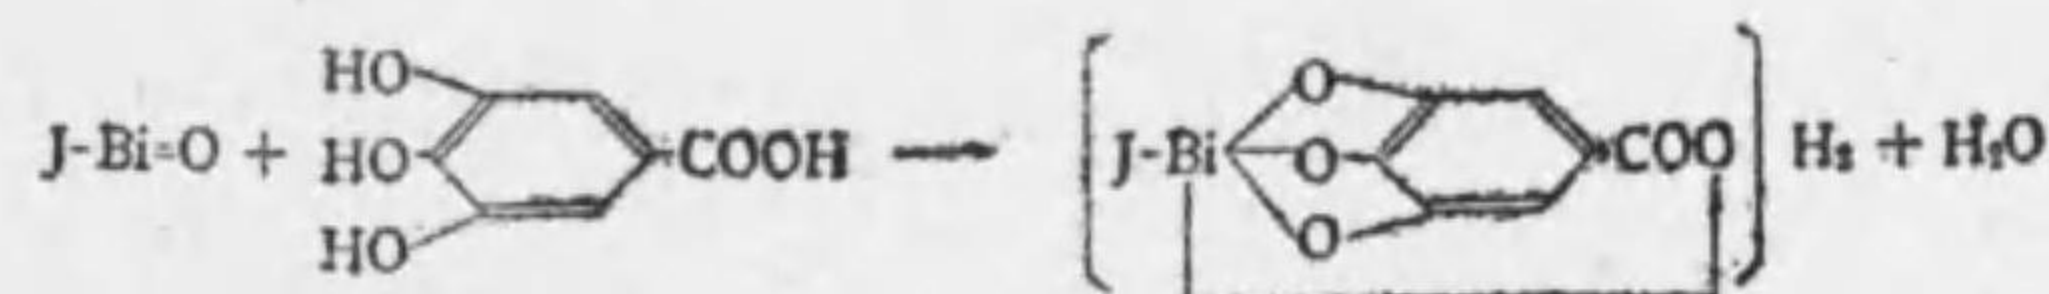 HO
J-Bi=O + HO COOH → [J-Bi O O O COO] H₂ + H₂O
HO